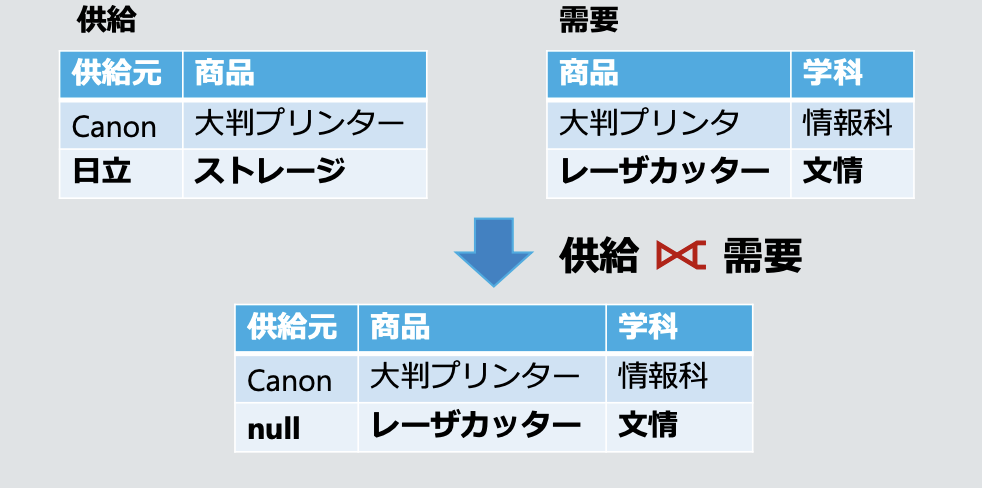 供給
需要
供給元 商品
Canon 大判プリンター
日立 ストレージ
商品 学科
大判プリンタ 情報科
レーザカッター 文情
供給 ⟖ 需要
供給元 商品 学科
Canon 大判プリンター 情報科
null レーザカッター 文情